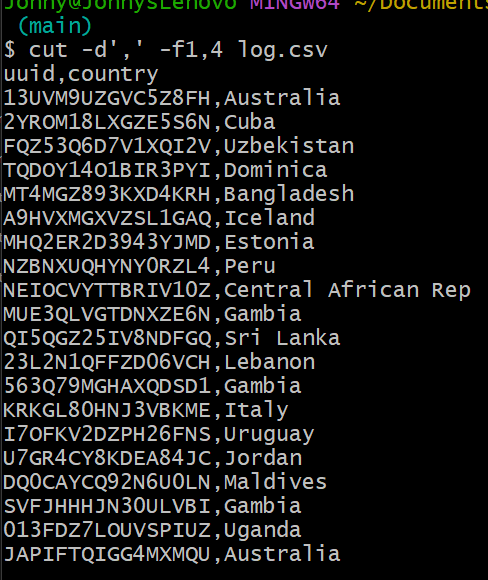 Jonny@JonnysLenovo MINGW64 ~/Documents
(main)
$ cut -d',' -f1,4 log.csv
uuid,country
13UVM9UZGVC5Z8FH,Australia
2YROM18LXGZE5S6N,Cuba
FQZ53Q6D7V1XQI2V,Uzbekistan
TQDOY14O1BIR3PYI,Dominica
MT4MGZ893KXD4KRH,Bangladesh
A9HVXMGXVZSL1GAQ,Iceland
MHQ2ER2D3943YJMD,Estonia
NZBNXUQHYNY0RZL4,Peru
NEIOCVYTTBRIV1OZ,Central African Rep
MUE3QLVGTDNXZE6N,Gambia
QI5QGZ25IV8NDFGQ,Sri Lanka
23L2N1QFFZD06VCH,Lebanon
563Q79MGHAXQDSD1,Gambia
KRKGL8OHNJ3VBKME,Italy
I7OFKV2DZPH26FNS,Uruguay
U7GR4CY8KDEA84JC,Jordan
DQ0CAYCQ92N6U0LN,Maldives
SVFJHHHJN3OULVBI,Gambia
013FDZ7LOUVSPIUZ,Uganda
JAPIFTQIGG4MXMQU,Australia